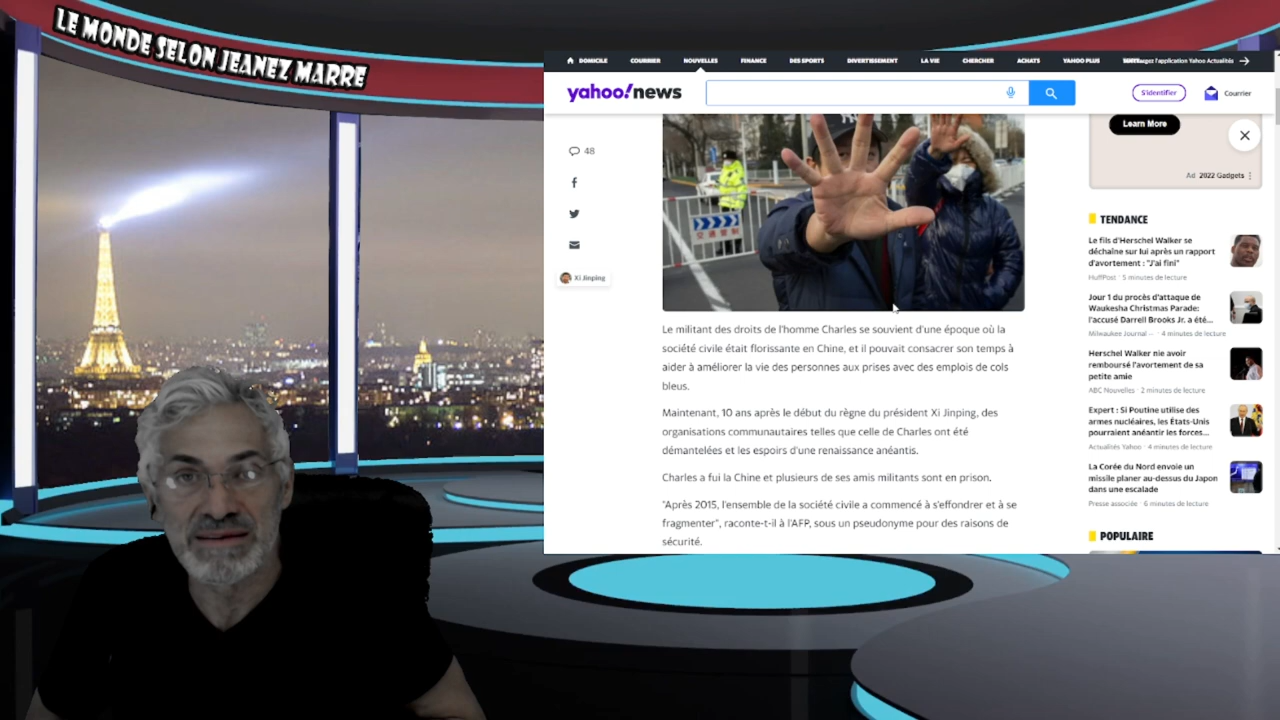 LE MONDE SELON JEANEZ MARRE
DOMICILE COURRIER NOUVELLES FINANCE DES SPORTS DIVERTISSEMENT LA VIE CHERCHER ACHATS YAHOO PLUS l'application Yahoo Actualités
yahoo!news
S'identifier
Courrier
48
Xi Jinping
Le militant des droits de l'homme Charles se souvient d'une époque où la
société civile était florissante en Chine, et il pouvait consacrer son temps à
aider à améliorer la vie des personnes aux prises avec des emplois de cols
bleus.
Maintenant, 10 ans après le début du règne du président Xi Jinping, des
organisations communautaires telles que celle de Charles ont été
démantelées et les espoirs d'une renaissance anéantis.
Charles a fui la Chine et plusieurs de ses amis militants sont en prison.
"Après 2015, l'ensemble de la société civile a commencé à s'effondrer et à se
fragmenter", raconte-t-il à l'AFP, sous un pseudonyme pour des raisons de
sécurité.
Learn More
Ad 2022 Gadgets
TENDANCE
Le fils d'Herschel Walker se
déchaîne sur lui après un rapport
d'avortement : "J'ai fini"
HuffPost · 5 minutes de lecture
Jour 1 du procès d'attaque de
Waukesha Christmas Parade:
l'accusé Darrell Brooks Jr. a été...
Milwaukee Journal — · 4 minutes de lecture
Herschel Walker nie avoir
remboursé l'avortement de sa
petite amie
ABC Nouvelles · 2 minutes de lecture
Expert : Si Poutine utilise des
armes nucléaires, les États-Unis
pourraient anéantir les forces...
Actualités Yahoo · 4 minutes de lecture
La Corée du Nord envoie un
missile planer au-dessus du Japon
dans une escalade
Presse associée · 6 minutes de lecture
POPULAIRE